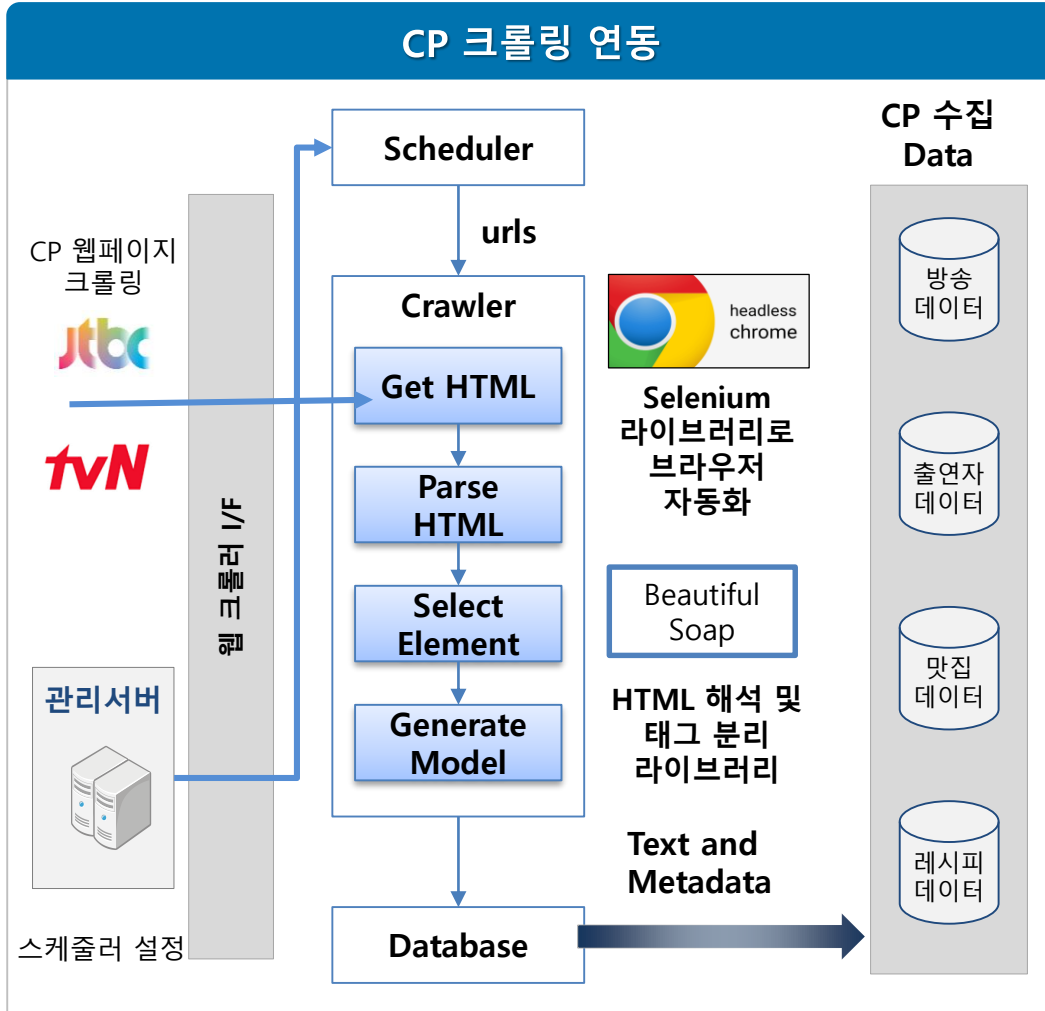 CP 크롤링 연동
CP 웹페이지
크롤링
jtbc
tvN
관리서버
스케줄러 설정
웹 크롤러 I/F
Scheduler
urls
Crawler
Get HTML
Parse
HTML
Select
Element
Generate
Model
Database
headless
chrome
Selenium
라이브러리로
브라우저
자동화
Beautiful
Soap
HTML 해석 및
태그 분리
라이브러리
Text and
Metadata
CP 수집
Data
방송
데이터
출연자
데이터
맛집
데이터
레시피
데이터